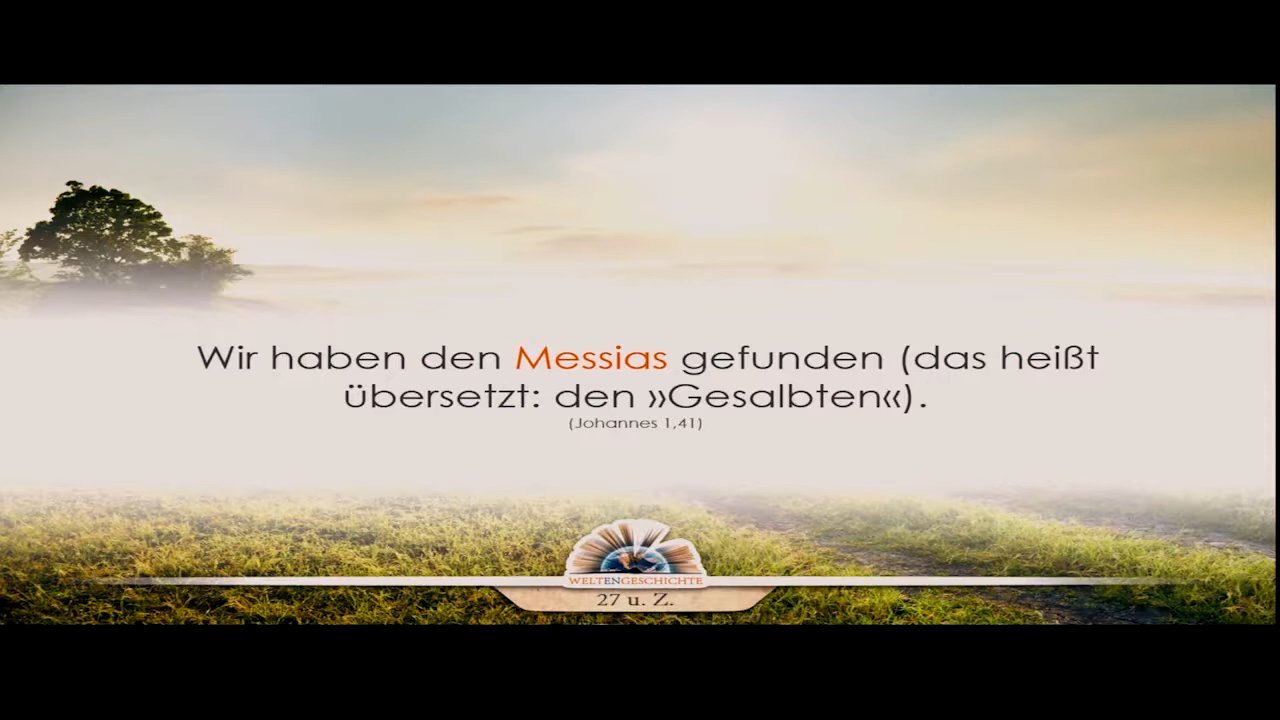 Wir haben den Messias gefunden (das heißt
übersetzt: den »Gesalbten«).
(Johannes 1,41)
WELTENGESCHICHTE
27 u. Z.